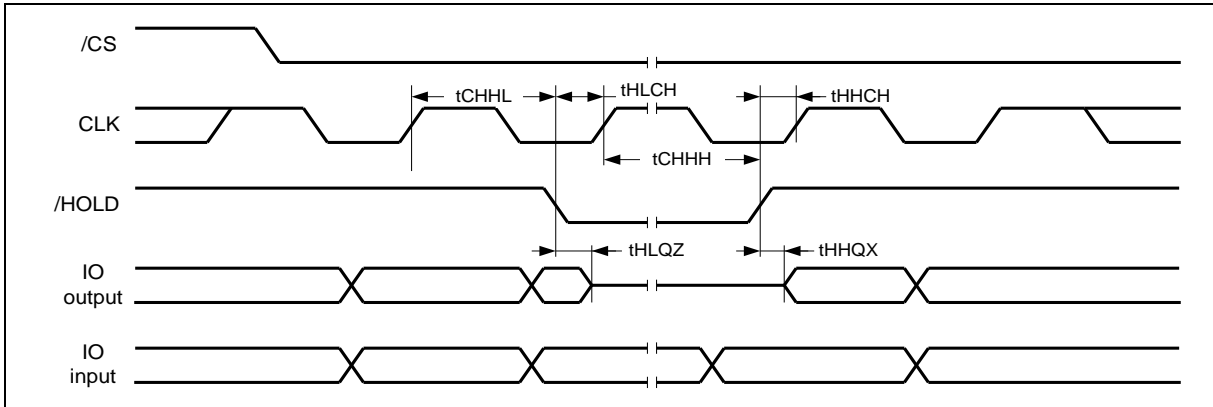 /CS
tCHHL
tHLCH
tHHCH
CLK
tCHHH
/HOLD
tHLQZ
tHHQX
IO
output
IO
input